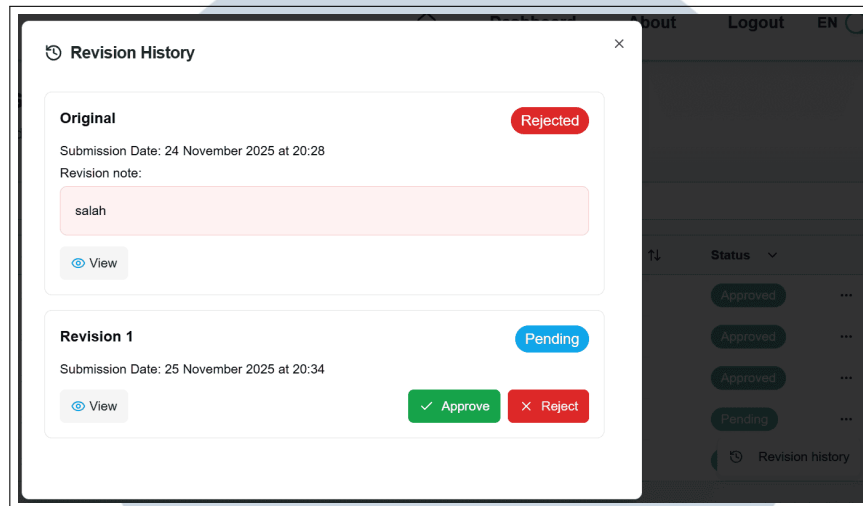 Dashboard About Logout EN
Revision History
Original
Rejected
Submission Date: 24 November 2025 at 20:28
Revision note:
salah
View
Revision 1
Pending
Submission Date: 25 November 2025 at 20:34
View
Approve
Reject
Status
Approved
Approved
Approved
Pending
Revision history